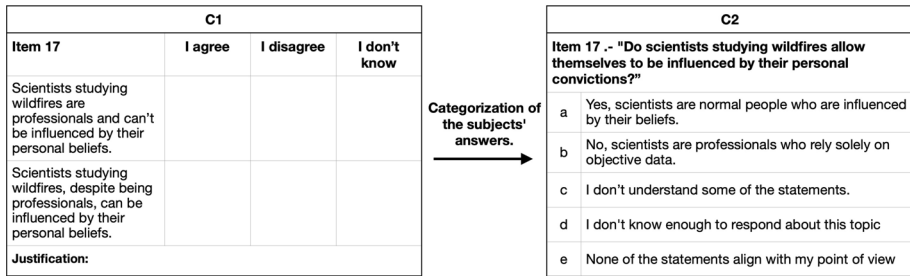 C1
Item 17 I agree I disagree I don't
know
Scientists studying
wildfires are
professionals and can't
be influenced by their
personal beliefs.
Scientists studying
wildfires, despite being
professionals, can be
influenced by their
personal beliefs.
Justification:
Categorization of
the subjects'
answers.
C2
Item 17 .- "Do scientists studying wildfires allow
themselves to be influenced by their personal
convictions?”
a Yes, scientists are normal people who are influenced
by their beliefs.
b No, scientists are professionals who rely solely on
objective data.
c I don’t understand some of the statements.
d I don't know enough to respond about this topic
e None of the statements align with my point of view